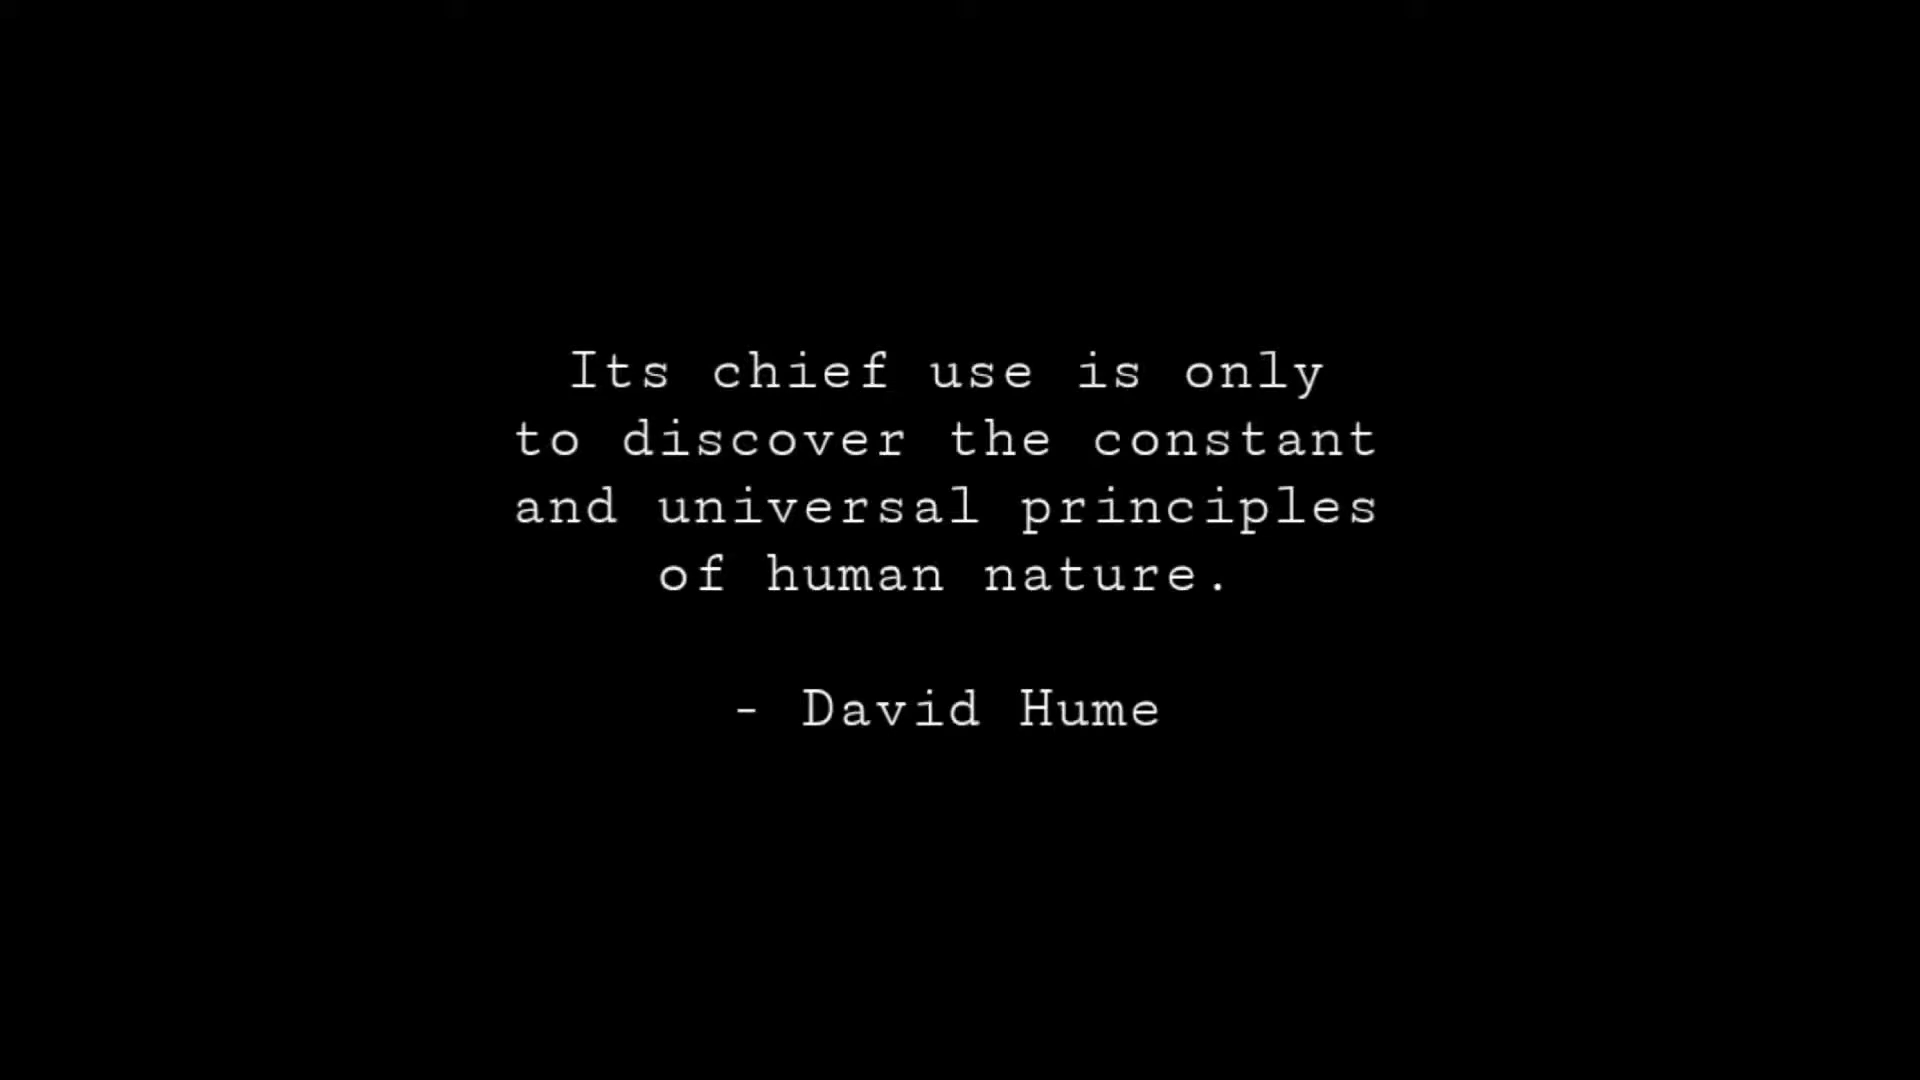 Its chief use is only
to discover the constant
and universal principles
of human nature.
- David Hume